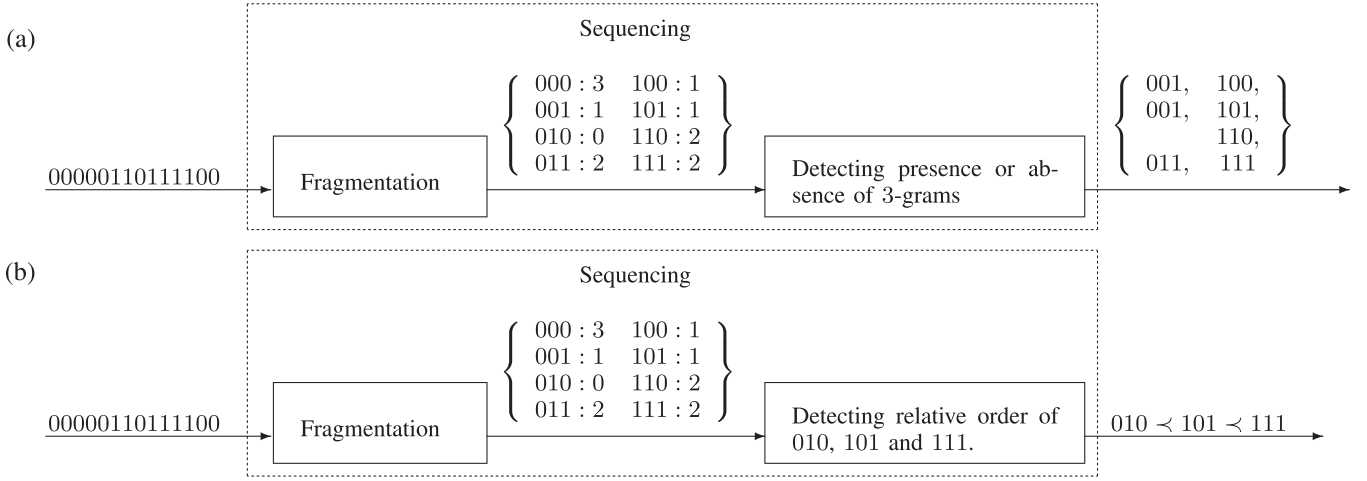 (a)
Sequencing
00000110111100
Fragmentation
000 : 3 100 : 1
001 : 1 101 : 1
010 : 0 110 : 2
011 : 2 111 : 2
Detecting presence or ab-
sence of 3-grams
001, 100,
001, 101,
110,
011, 111
(b)
Sequencing
00000110111100
Fragmentation
000 : 3 100 : 1
001 : 1 101 : 1
010 : 0 110 : 2
011 : 2 111 : 2
Detecting relative order of
010, 101 and 111.
010 ≺ 101 ≺ 111